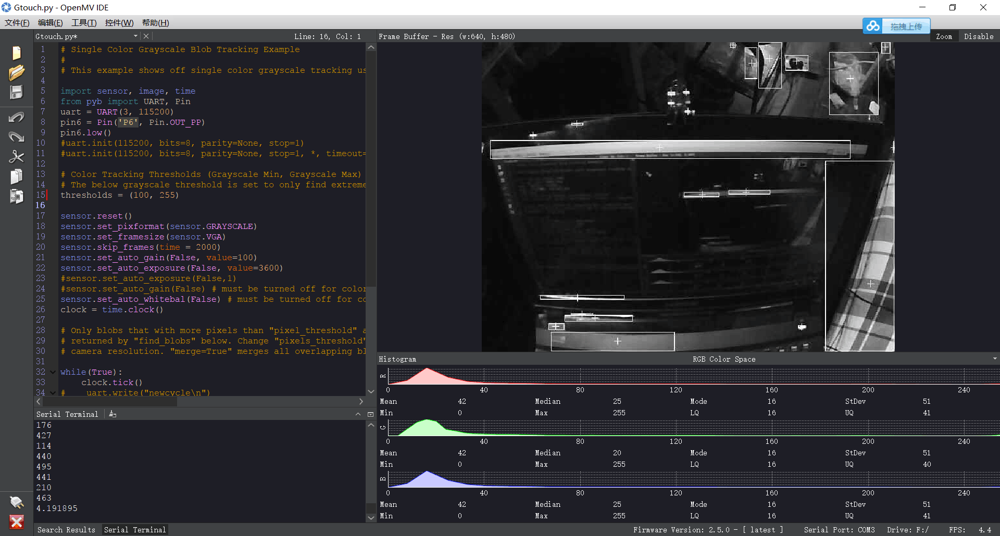 Gtouch.py - OpenMV IDE
文件(F) 编辑(E) 工具(T) 控件(W) 帮助(H)
拖拽上传
Gtouch.py* Line: 16, Col: 1
Frame Buffer - Res (w:640, h:480) Zoom Disable
1 # Single Color Grayscale Blob Tracking Example
2 #
3 # This example shows off single color grayscale tracking us
4
5 import sensor, image, time
6 from pyb import UART, Pin
7 uart = UART(3, 115200)
8 pin6 = Pin('P6', Pin.OUT_PP)
9 pin6.low()
10 #uart.init(115200, bits=8, parity=None, stop=1)
11 #uart.init(115200, bits=8, parity=None, stop=1, *, timeout=
12
13 # Color Tracking Thresholds (Grayscale Min, Grayscale Max)
14 # The below grayscale threshold is set to only find extreme
15 thresholds = (100, 255)
16
17 sensor.reset()
18 sensor.set_pixformat(sensor.GRAYSCALE)
19 sensor.set_framesize(sensor.VGA)
20 sensor.skip_frames(time = 2000)
21 sensor.set_auto_gain(False, value=100)
22 sensor.set_auto_exposure(False, value=3600)
23 #sensor.set_auto_exposure(False,1)
24 #sensor.set_auto_gain(False) # must be turned off for color
25 sensor.set_auto_whitebal(False) # must be turned off for co
26 clock = time.clock()
27
28 # Only blobs that with more pixels than "pixel_threshold" a
29 # returned by "find_blobs" below. Change "pixels_threshold"
30 # camera resolution. "merge=True" merges all overlapping bl
31
32 while(True):
33 clock.tick()
34 # uart.write("newcycle\n")
Serial Terminal
176
427
114
440
495
441
210
463
4.191895
Histogram RGB Color Space
R
0 40 80 120 160 200 240
Mean 42 Median 25 Mode 16 StDev 51
Min 0 Max 255 LQ 16 UQ 41
G
0 40 80 120 160 200 240
Mean 42 Median 20 Mode 16 StDev 51
Min 0 Max 255 LQ 16 UQ 40
B
0 40 80 120 160 200 240
Mean 42 Median 25 Mode 16 StDev 51
Min 0 Max 255 LQ 16 UQ 41
Search Results Serial Terminal Firmware Version: 2.5.0 - [ latest ] Serial Port: COM3 Drive: F:/ FPS: 4.4